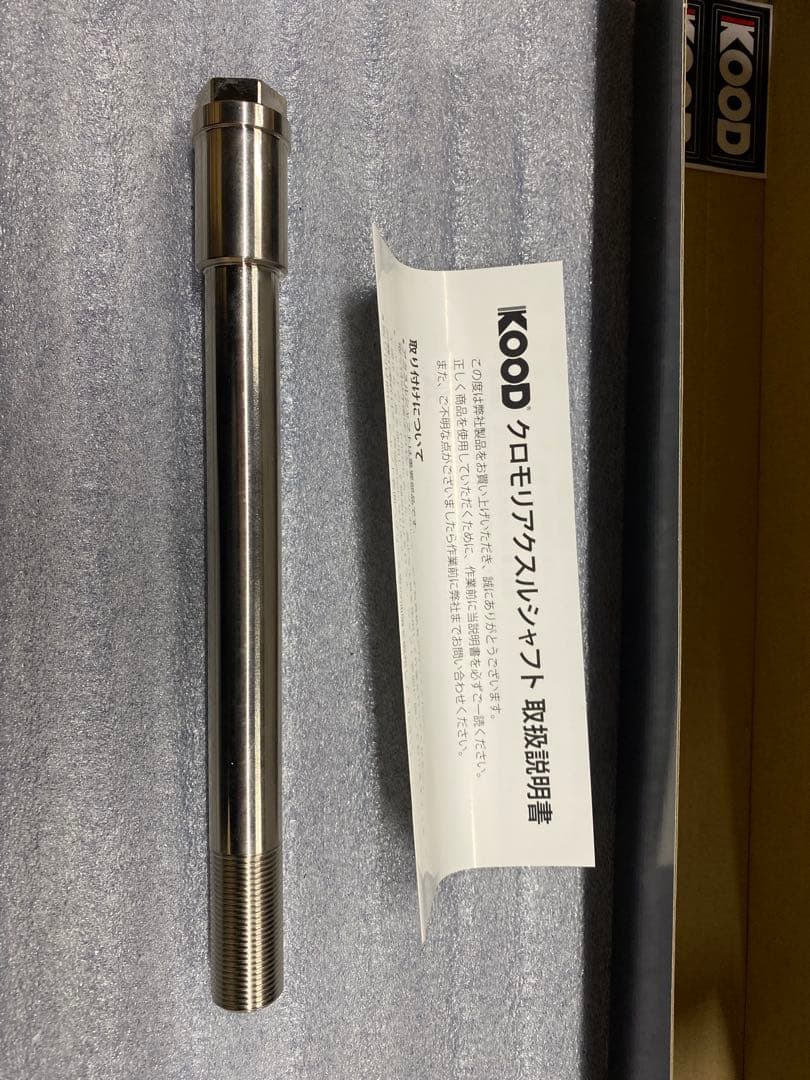 KOOD® クロモリアクスルシャフト 取扱説明書
この度は弊社製品をお買い上げいただき、誠にありがとうございます。
正しく商品を使用していただくために、作業前に当説明書を必ずご一読ください。
また、ご不明な点がございましたら作業前に弊社までお問い合わせください。
取り付けについて
KOOD
KOOD